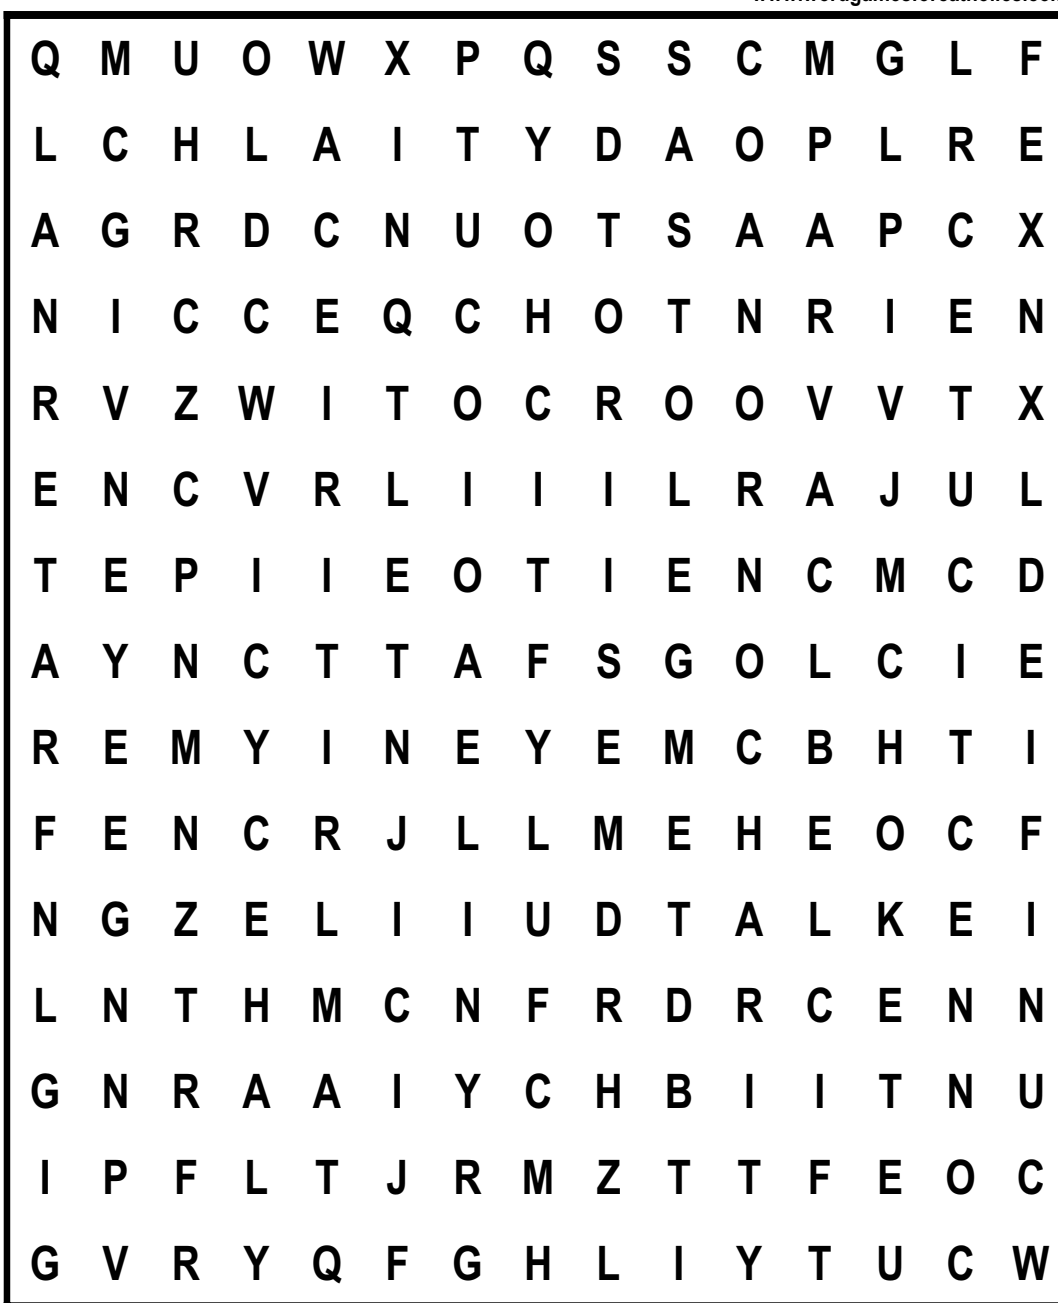 Q M U O W X P Q S S C M G L F
L C H L A I T Y D A O P L R E
A G R D C N U O T S A A P C X
N I C C E Q C H O T N R I E N
R V Z W I T O C R O O V V T X
E N C V R L I I I L R A J U L
T E P I I E O T I E N C M C D
A Y N C T T A F S G O L C I E
R E M Y I N E Y E M C B H T I
F E N C R J L L M E H E O C F
N G Z E L I I U D T A L K E I
L N T H M C N F R D R C E N N
G N R A A I Y C H B I I T N U
I P F L T J R M Z T T F E O C
G V R Y Q F G H L I Y T U C W